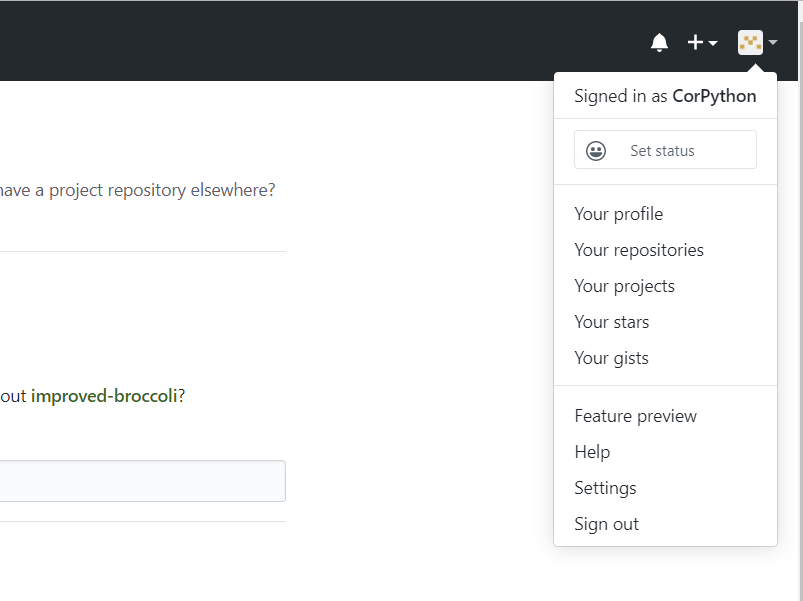 Signed in as CorPython
Set status
have a project repository elsewhere?
Your profile
Your repositories
Your projects
Your stars
Your gists
out improved-broccoli?
Feature preview
Help
Settings
Sign out